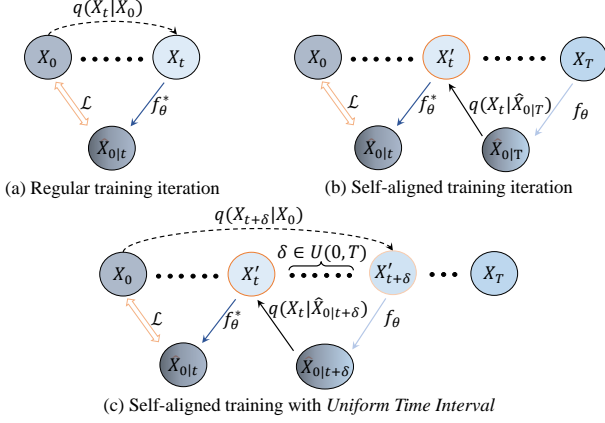 q(X_t|X_0)
X_0 X_t
ℒ f_θ^*
X_{0|t}
(a) Regular training iteration
X_0 X'_t X_T
ℒ f_θ^* q(X_t|X̂_{0|T}) f_θ
X_{0|t} X_{0|T}
(b) Self-aligned training iteration
q(X_{t+δ}|X_0)
δ ∈ U(0, T)
X_0 X'_t X'_{t+δ} X_T
ℒ f_θ^* q(X_t|X̂_{0|t+δ}) f_θ
X_{0|t} X_{0|t+δ}
(c) Self-aligned training with Uniform Time Interval